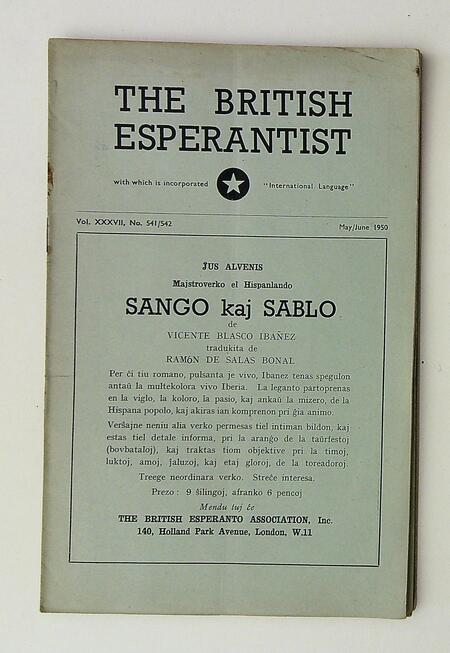 THE BRITISH
ESPERANTIST
with which is incorporated "International Language"
Vol. XXXVII, No. 541/542 May/June 1950
ĴUS ALVENIS
Majstroverko el Hispanlando
SANGO kaj SABLO
de
VICENTE BLASCO IBAÑEZ
tradukita de
RAMÓN DE SALAS BONAL
Per ĉi tiu romano, pulsanta je vivo, Ibanez tenas spegulon
antaŭ la multekolora vivo Iberia. La leganto partoprenas
en la viglo, la koloro, la pasio, kaj ankaŭ la mizero, de la
Hispana popolo, kaj akiras ian komprenon pri ĝia animo.
Verŝajne neniu alia verko permesas tiel intiman bildon, kaj
estas tiel detale informa, pri la aranĝo de la taŭrfestoj
(bovbataloj), kaj traktas tiom objektive pri la timoj,
luktoj, amoj, ĵaluzoj, kaj etaj gloroj, de la toreadoroj.
Treege neordinara verko. Streĉe interesa.
Prezo : 9 ŝilingoj, afranko 6 pencoj
Mendu tuj ĉe
THE BRITISH ESPERANTO ASSOCIATION, Inc.
140, Holland Park Avenue, London, W.11